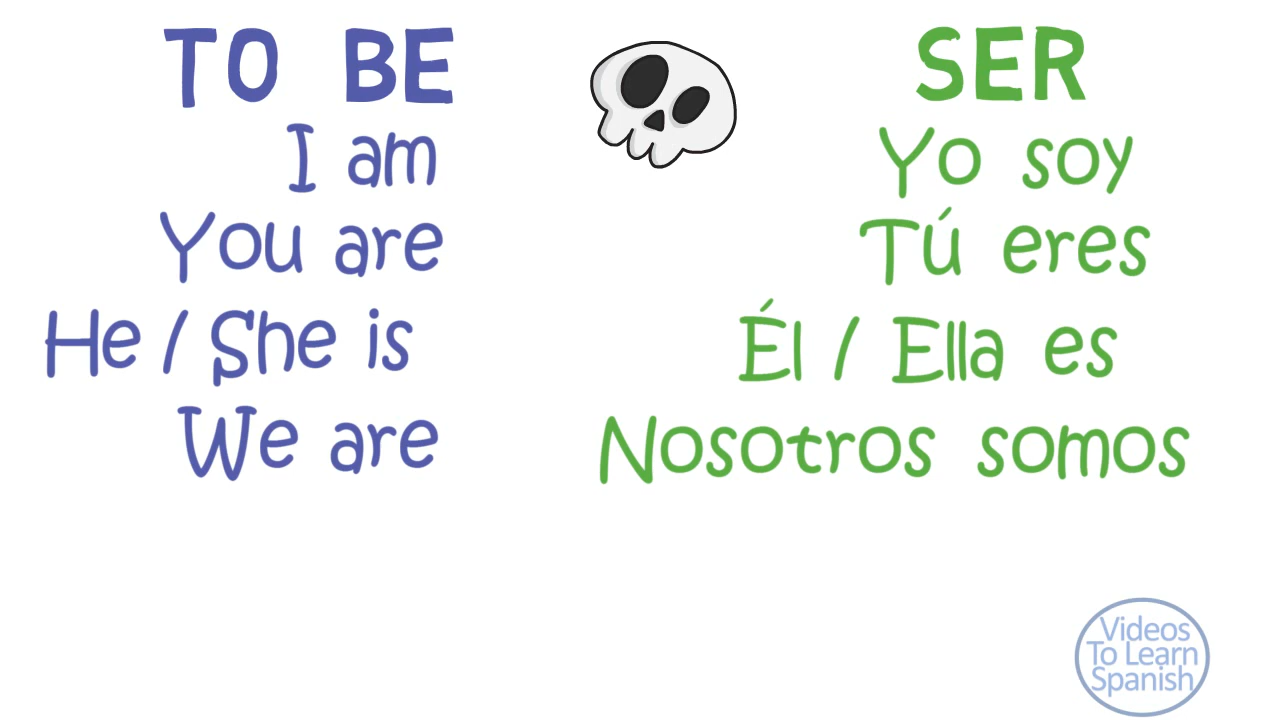 TO BE
SER
I am
Yo soy
You are
Tú eres
He / She is
Él / Ella es
We are
Nosotros somos
Videos
To Learn
Spanish